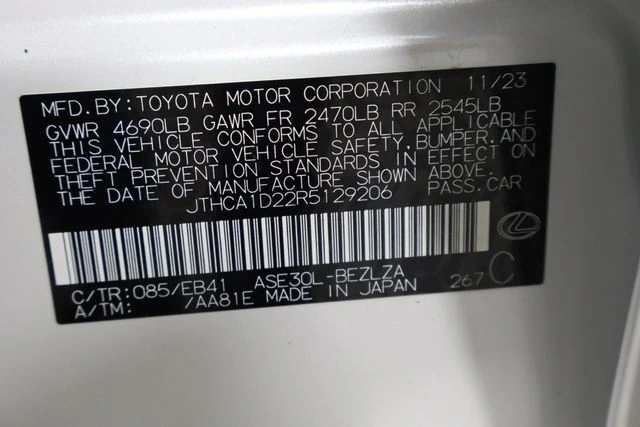 MFD.BY: TOYOTA MOTOR CORPORATION 11/23
GVWR 4690LB GAWR FR 2470LB RR 2545LB
THIS VEHICLE CONFORMS TO ALL APPLICABLE
FEDERAL MOTOR VEHICLE SAFETY,BUMPER,AND
THEFT PREVENTION STANDARDS IN EFFECT ON
THE DATE OF MANUFACTURE SHOWN ABOVE.
JTHCA1D22R5129206 PASS.CAR
C/TR: 085/EB41 ASE30L-BEZLZA
A/TM: /AA81E MADE IN JAPAN 267 C